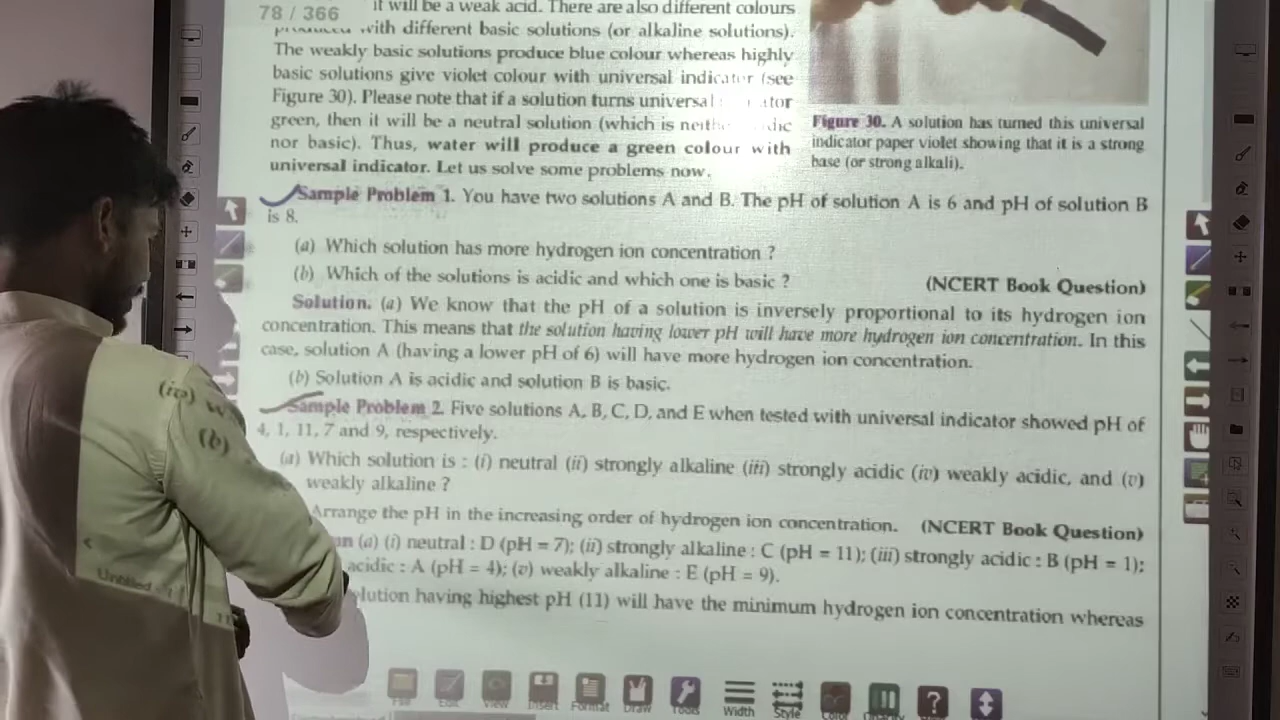 78 / 366
it will be a weak acid. There are also different colours
with different basic solutions (or alkaline solutions).
The weakly basic solutions produce blue colour whereas highly
basic solutions give violet colour with universal indicator (see
Figure 30). Please note that if a solution turns universal
green, then it will be a neutral solution (which is
nor basic). Thus, water will produce a green colour with
universal indicator. Let us solve some problems now.
Figure 30. A solution has turned this universal
indicator paper violet showing that it is a strong
base (or strong alkali).
Sample Problem 1. You have two solutions A and B. The pH of solution A is 6 and pH of solution B
is 8.
(a) Which solution has more hydrogen ion concentration ?
(b) Which of the solutions is acidic and which one is basic ? (NCERT Book Question)
Solution. (a) We know that the pH of a solution is inversely proportional to its hydrogen ion
concentration. This means that the solution having lower pH will have more hydrogen ion concentration. In this
case, solution A (having a lower pH of 6) will have more hydrogen ion concentration.
(b) Solution A is acidic and solution B is basic.
Sample Problem 2. Five solutions A, B, C, D, and E when tested with universal indicator showed pH of
4, 1, 11, 7 and 9, respectively.
(a) Which solution is : (i) neutral (ii) strongly alkaline (iii) strongly acidic (iv) weakly acidic, and (v)
weakly alkaline ?
Arrange the pH in the increasing order of hydrogen ion concentration. (NCERT Book Question)
(a) (i) neutral : D (pH = 7); (ii) strongly alkaline : C (pH = 11); (iii) strongly acidic : B (pH = 1);
acidic : A (pH = 4); (v) weakly alkaline : E (pH = 9).
having highest pH (11) will have the minimum hydrogen ion concentration whereas
(iv) w
(b)
Untitled
File Edit View Insert Format Draw Tools Width Style Color